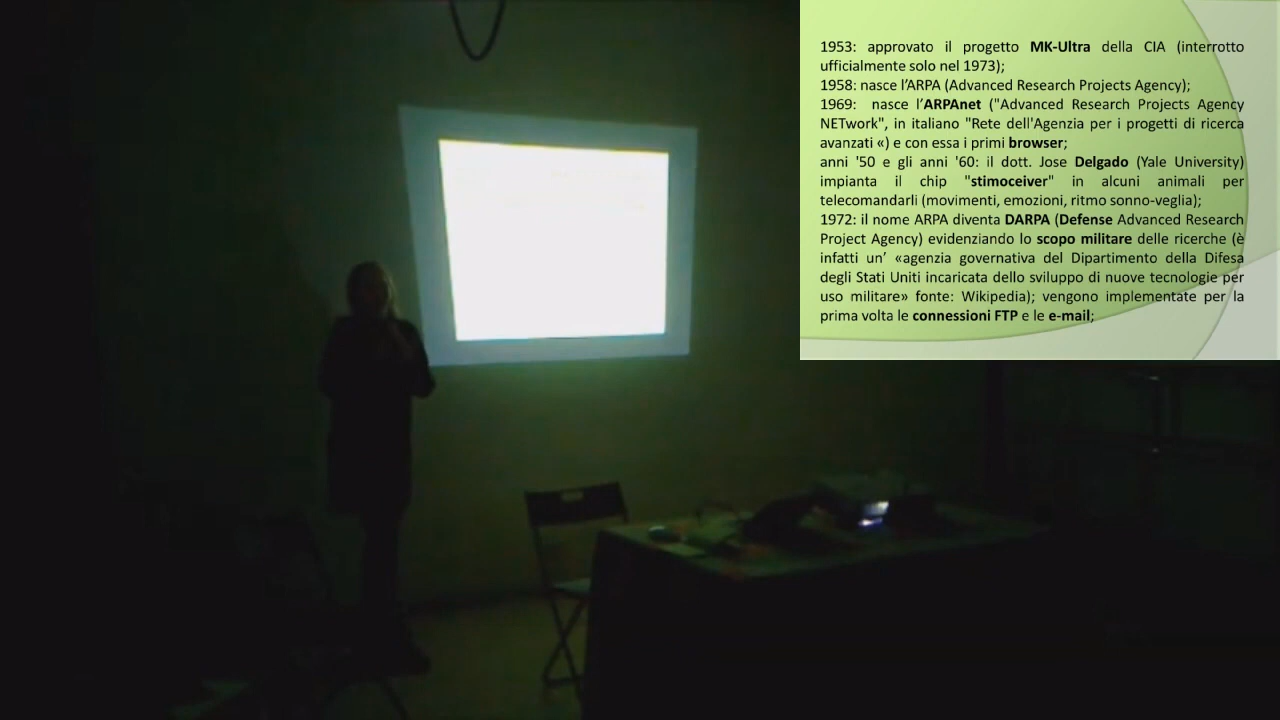 1953: approvato il progetto MK-Ultra della CIA (interrotto
ufficialmente solo nel 1973);
1958: nasce l’ARPA (Advanced Research Projects Agency);
1969: nasce l’ARPAnet ("Advanced Research Projects Agency
NETwork", in italiano "Rete dell'Agenzia per i progetti di ricerca
avanzati «) e con essa i primi browser;
anni '50 e gli anni '60: il dott. Jose Delgado (Yale University)
impianta il chip "stimoceiver" in alcuni animali per
telecomandarli (movimenti, emozioni, ritmo sonno-veglia);
1972: il nome ARPA diventa DARPA (Defense Advanced Research
Project Agency) evidenziando lo scopo militare delle ricerche (è
infatti un’ «agenzia governativa del Dipartimento della Difesa
degli Stati Uniti incaricata dello sviluppo di nuove tecnologie per
uso militare» fonte: Wikipedia); vengono implementate per la
prima volta le connessioni FTP e le e-mail;